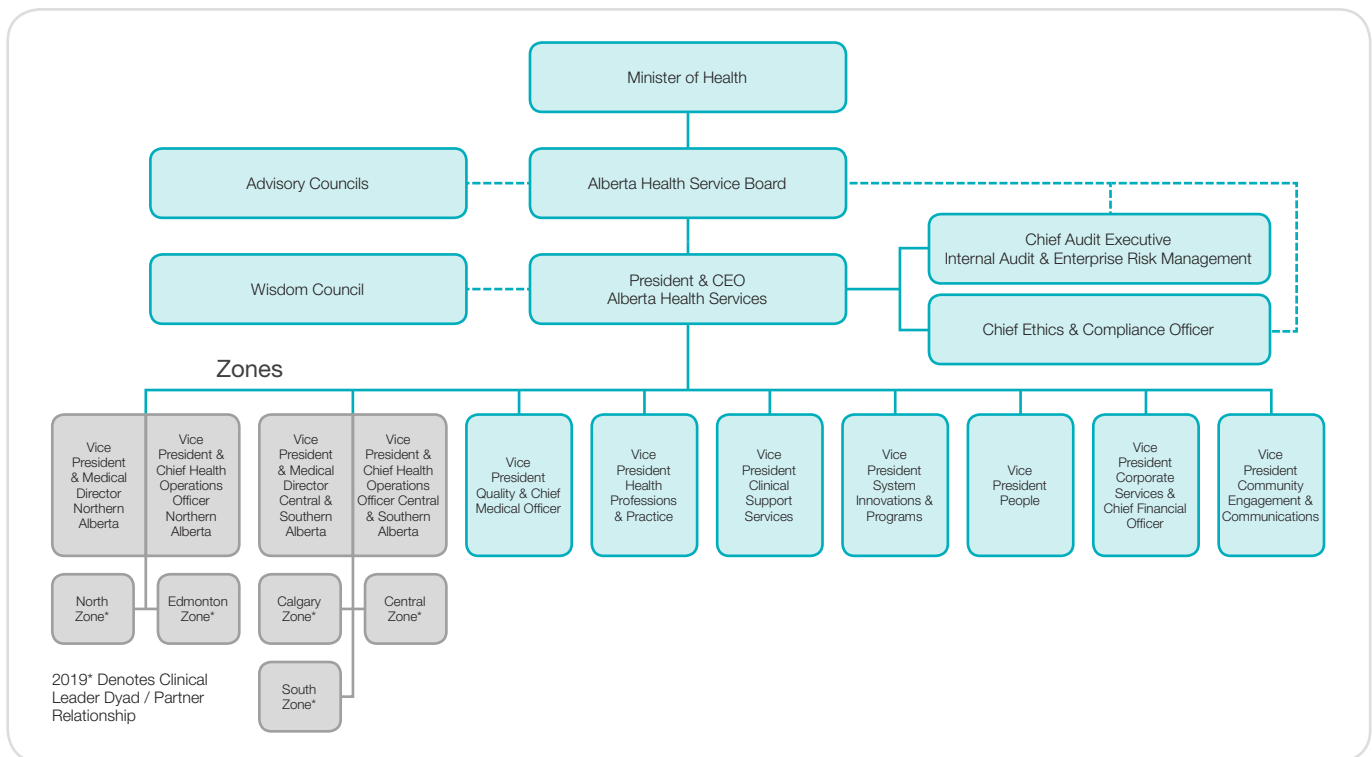 Minister of Health
Advisory Councils
Alberta Health Service Board
Chief Audit Executive
Internal Audit & Enterprise Risk Management
Wisdom Council
President & CEO
Alberta Health Services
Chief Ethics & Compliance Officer
Zones
Vice
President
& Medical
Director
Northern
Alberta
Vice
President &
Chief Health
Operations
Officer
Northern
Alberta
Vice
President
& Medical
Director
Central &
Southern
Alberta
Vice
President &
Chief Health
Operations
Officer Central
& Southern
Alberta
Vice
President
Quality & Chief
Medical Officer
Vice
President
Health
Professions
& Practice
Vice
President
Clinical
Support
Services
Vice
President
System
Innovations &
Programs
Vice
President
People
Vice
President
Corporate
Services &
Chief Financial
Officer
Vice
President
Community
Engagement &
Communications
North
Zone*
Edmonton
Zone*
Calgary
Zone*
Central
Zone*
South
Zone*
2019* Denotes Clinical
Leader Dyad / Partner
Relationship